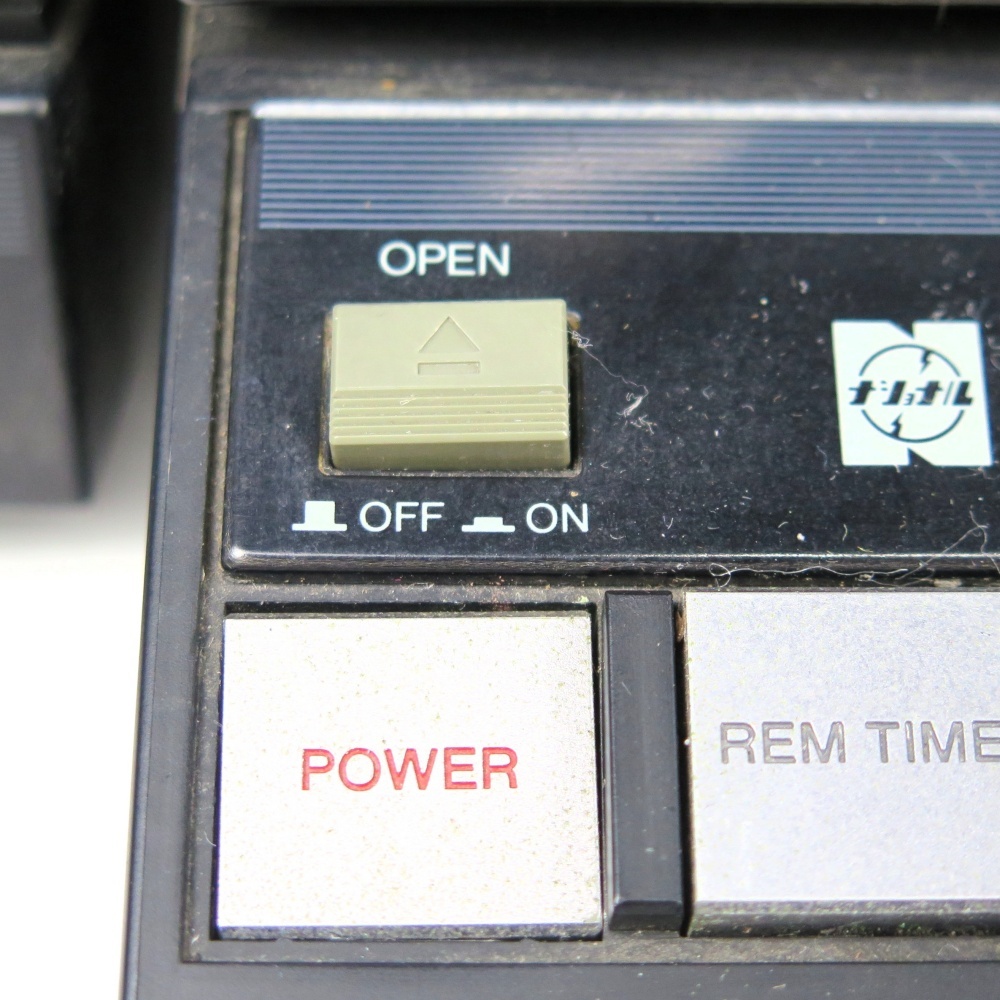 OPEN
ナショナル
OFF ON
POWER
REM TIME